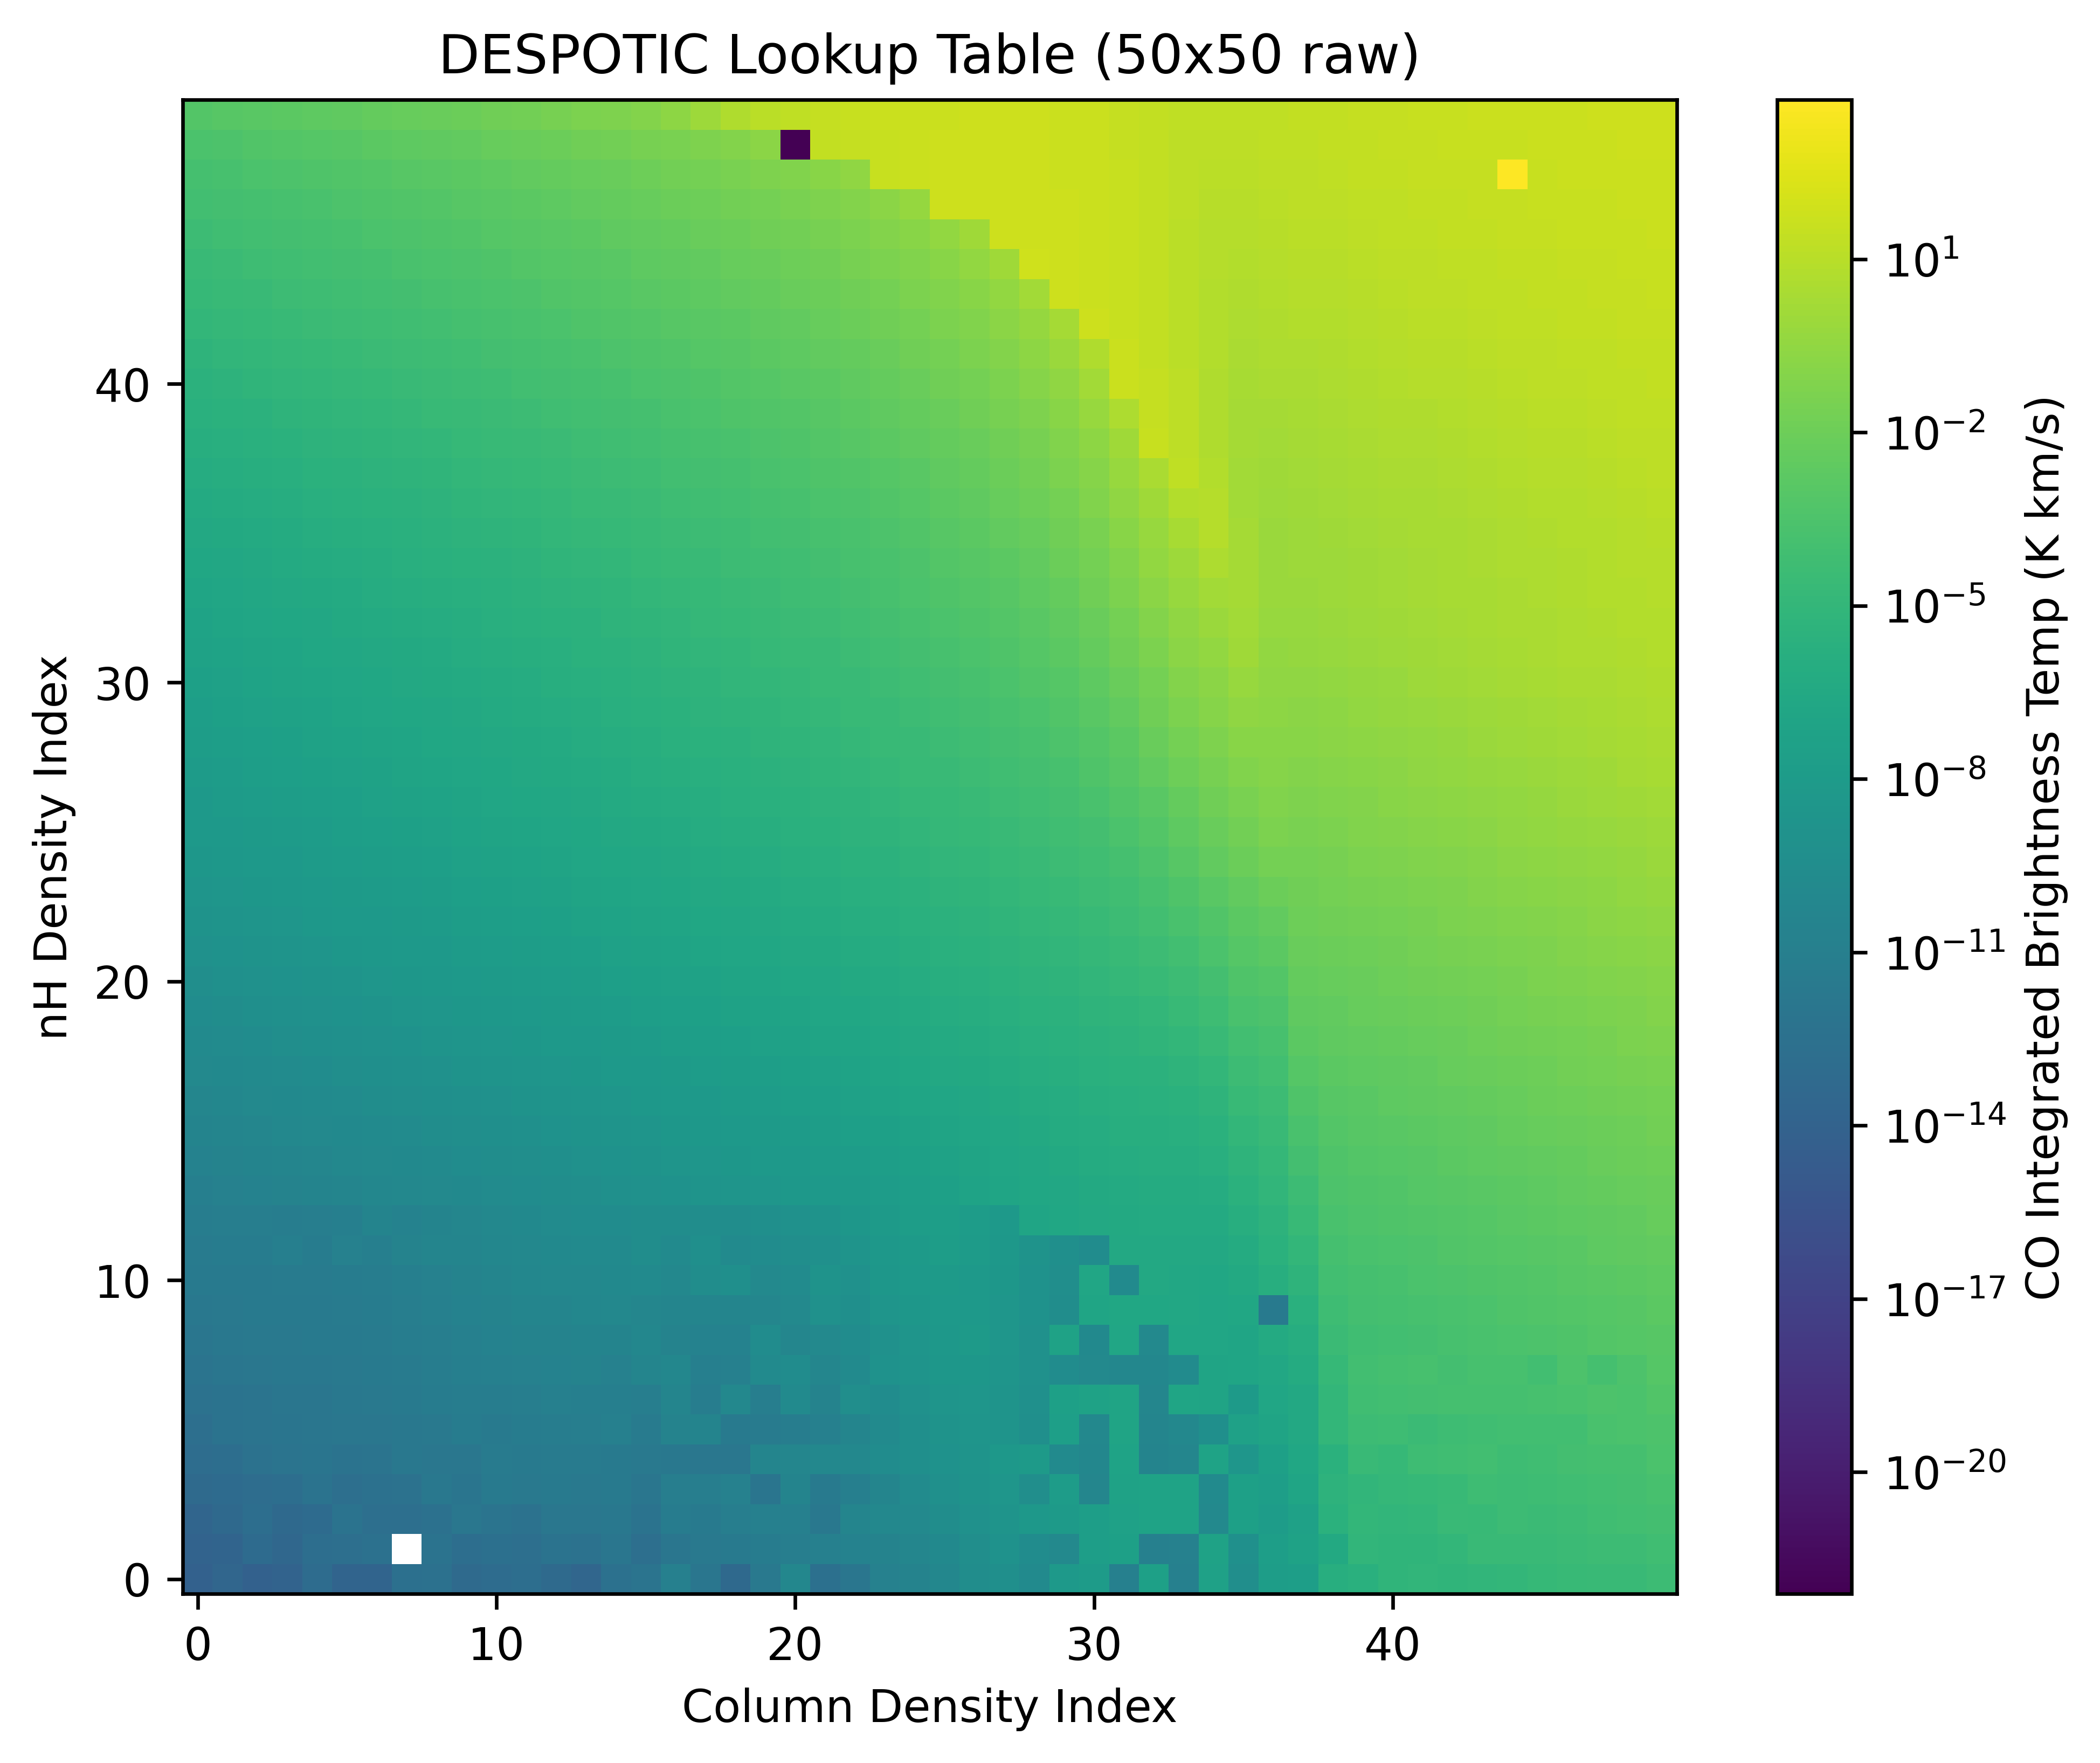 DESPOTIC Lookup Table (50x50 raw)
nH Density Index
40
30
20
10
0
0 10 20 30 40
Column Density Index
10¹
10⁻²
10⁻⁵
10⁻⁸
10⁻¹¹
10⁻¹⁴
10⁻¹⁷
10⁻²⁰
CO Integrated Brightness Temp (K km/s)